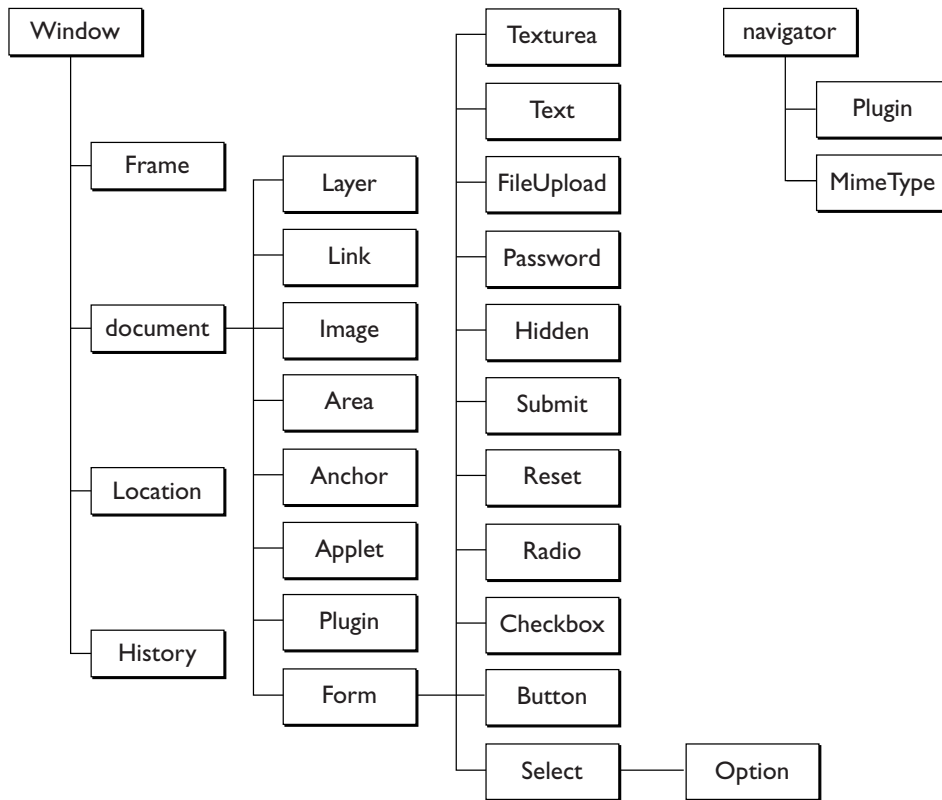 Window
Frame
document
Location
History
Layer
Link
Image
Area
Anchor
Applet
Plugin
Form
Texturea
Text
FileUpload
Password
Hidden
Submit
Reset
Radio
Checkbox
Button
Select
Option
navigator
Plugin
MimeType